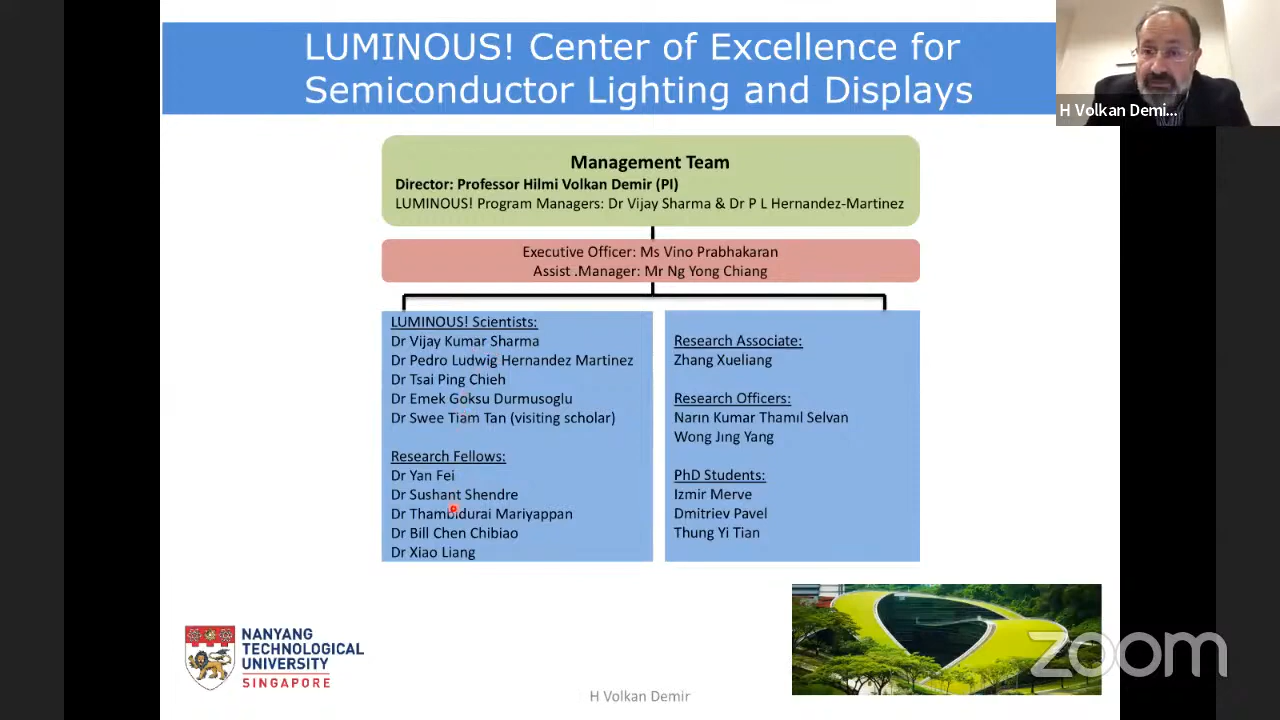 LUMINOUS! Center of Excellence for
Semiconductor Lighting and Displays
H Volkan Demi...
Management Team
Director: Professor Hilmi Volkan Demir (PI)
LUMINOUS! Program Managers: Dr Vijay Sharma & Dr P L Hernandez-Martinez
Executive Officer: Ms Vino Prabhakaran
Assist .Manager: Mr Ng Yong Chiang
LUMINOUS! Scientists:
Dr Vijay Kumar Sharma
Dr Pedro Ludwig Hernandez Martinez
Dr Tsai Ping Chieh
Dr Emek Goksu Durmusoglu
Dr Swee Tiam Tan (visiting scholar)
Research Fellows:
Dr Yan Fei
Dr Sushant Shendre
Dr Thambidurai Mariyappan
Dr Bill Chen Chibiao
Dr Xiao Liang
Research Associate:
Zhang Xueliang
Research Officers:
Narın Kumar Thamıl Selvan
Wong Jıng Yang
PhD Students:
Izmir Merve
Dmitriev Pavel
Thung Yi Tian
NANYANG
TECHNOLOGICAL
UNIVERSITY
SINGAPORE
H Volkan Demir
zoom